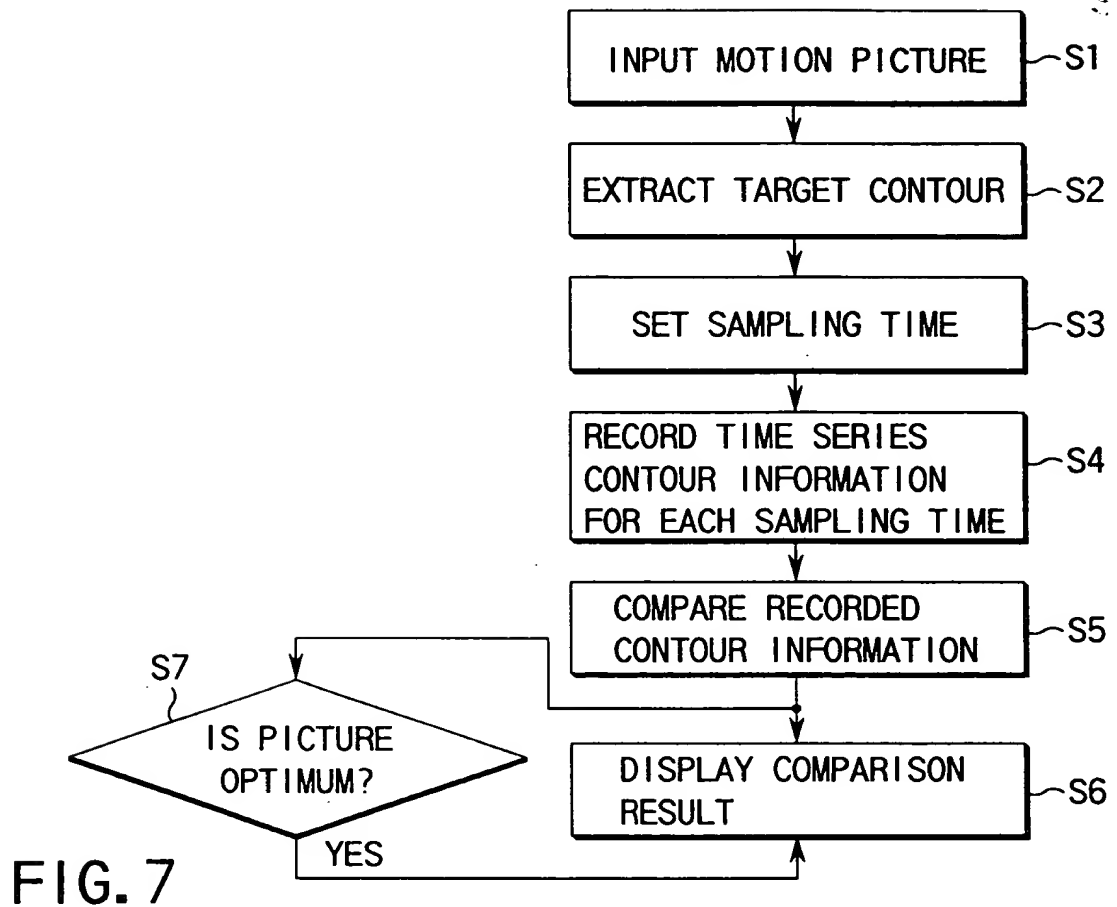 INPUT MOTION PICTURE
S1
EXTRACT TARGET CONTOUR
S2
SET SAMPLING TIME
S3
RECORD TIME SERIES
CONTOUR INFORMATION
FOR EACH SAMPLING TIME
S4
COMPARE RECORDED
CONTOUR INFORMATION
S5
S7
IS PICTURE
OPTIMUM?
DISPLAY COMPARISON
RESULT
S6
YES
FIG. 7